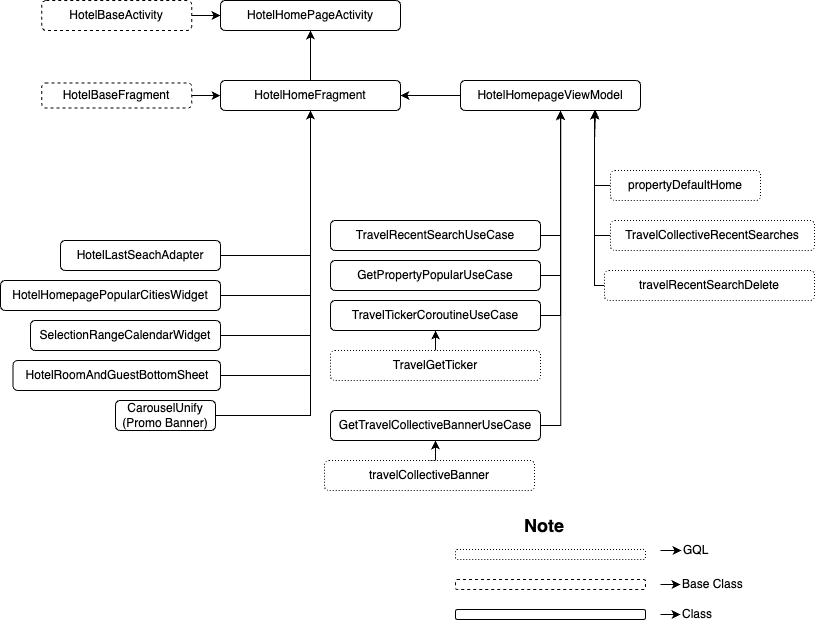 HotelBaseActivity
HotelHomePageActivity
HotelBaseFragment
HotelHomeFragment
HotelHomepageViewModel
propertyDefaultHome
TravelRecentSearchUseCase
TravelCollectiveRecentSearches
HotelLastSeachAdapter
GetPropertyPopularUseCase
travelRecentSearchDelete
HotelHomepagePopularCitiesWidget
TravelTickerCoroutineUseCase
SelectionRangeCalendarWidget
TravelGetTicker
HotelRoomAndGuestBottomSheet
CarouselUnify
(Promo Banner)
GetTravelCollectiveBannerUseCase
travelCollectiveBanner
Note
GQL
Base Class
Class